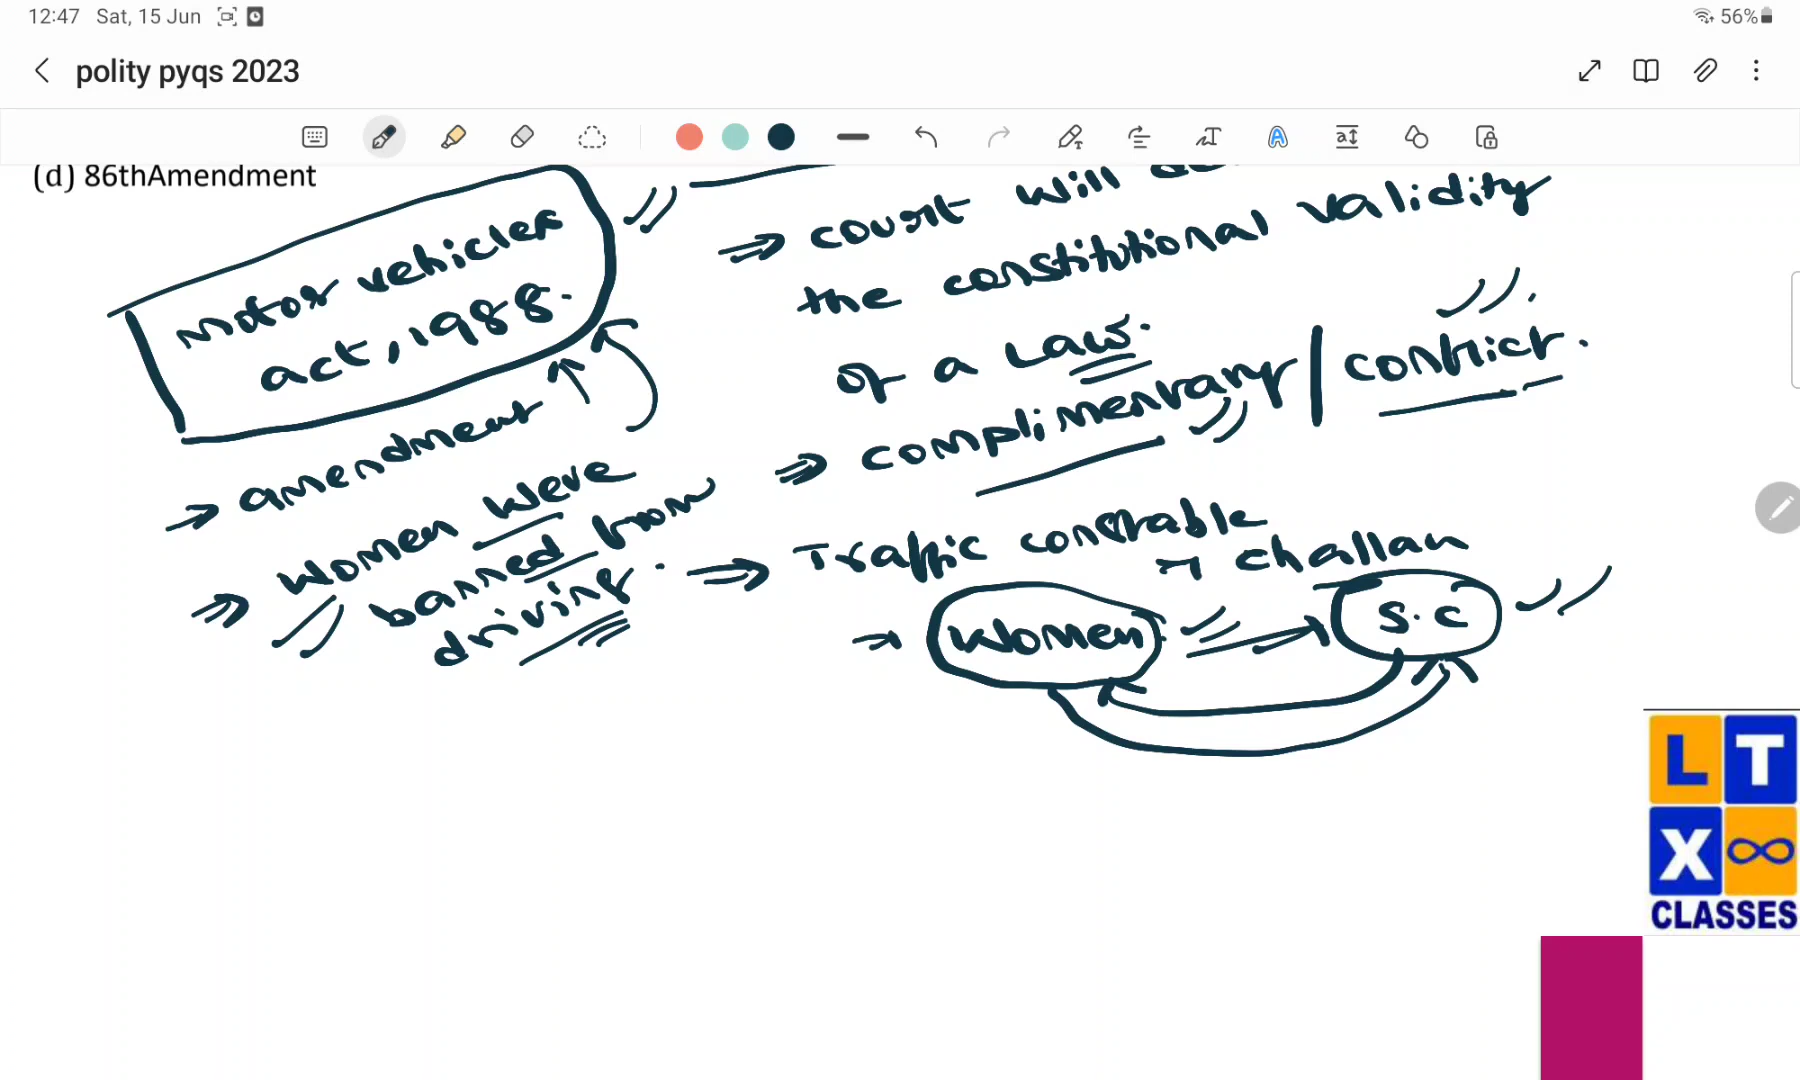 12:47 Sat, 15 Jun
56%
polity pyqs 2023
(d) 86thAmendment
Motor vehicles
act, 1988.
→ amendment
⇒ women were
banned from
driving.
⇒ court will
the constitutional validity
of a Law.
⇒ complimentary / conflict.
⇒ Traffic constable
→ challan
→ women → S.C
L T
X ∞
CLASSES